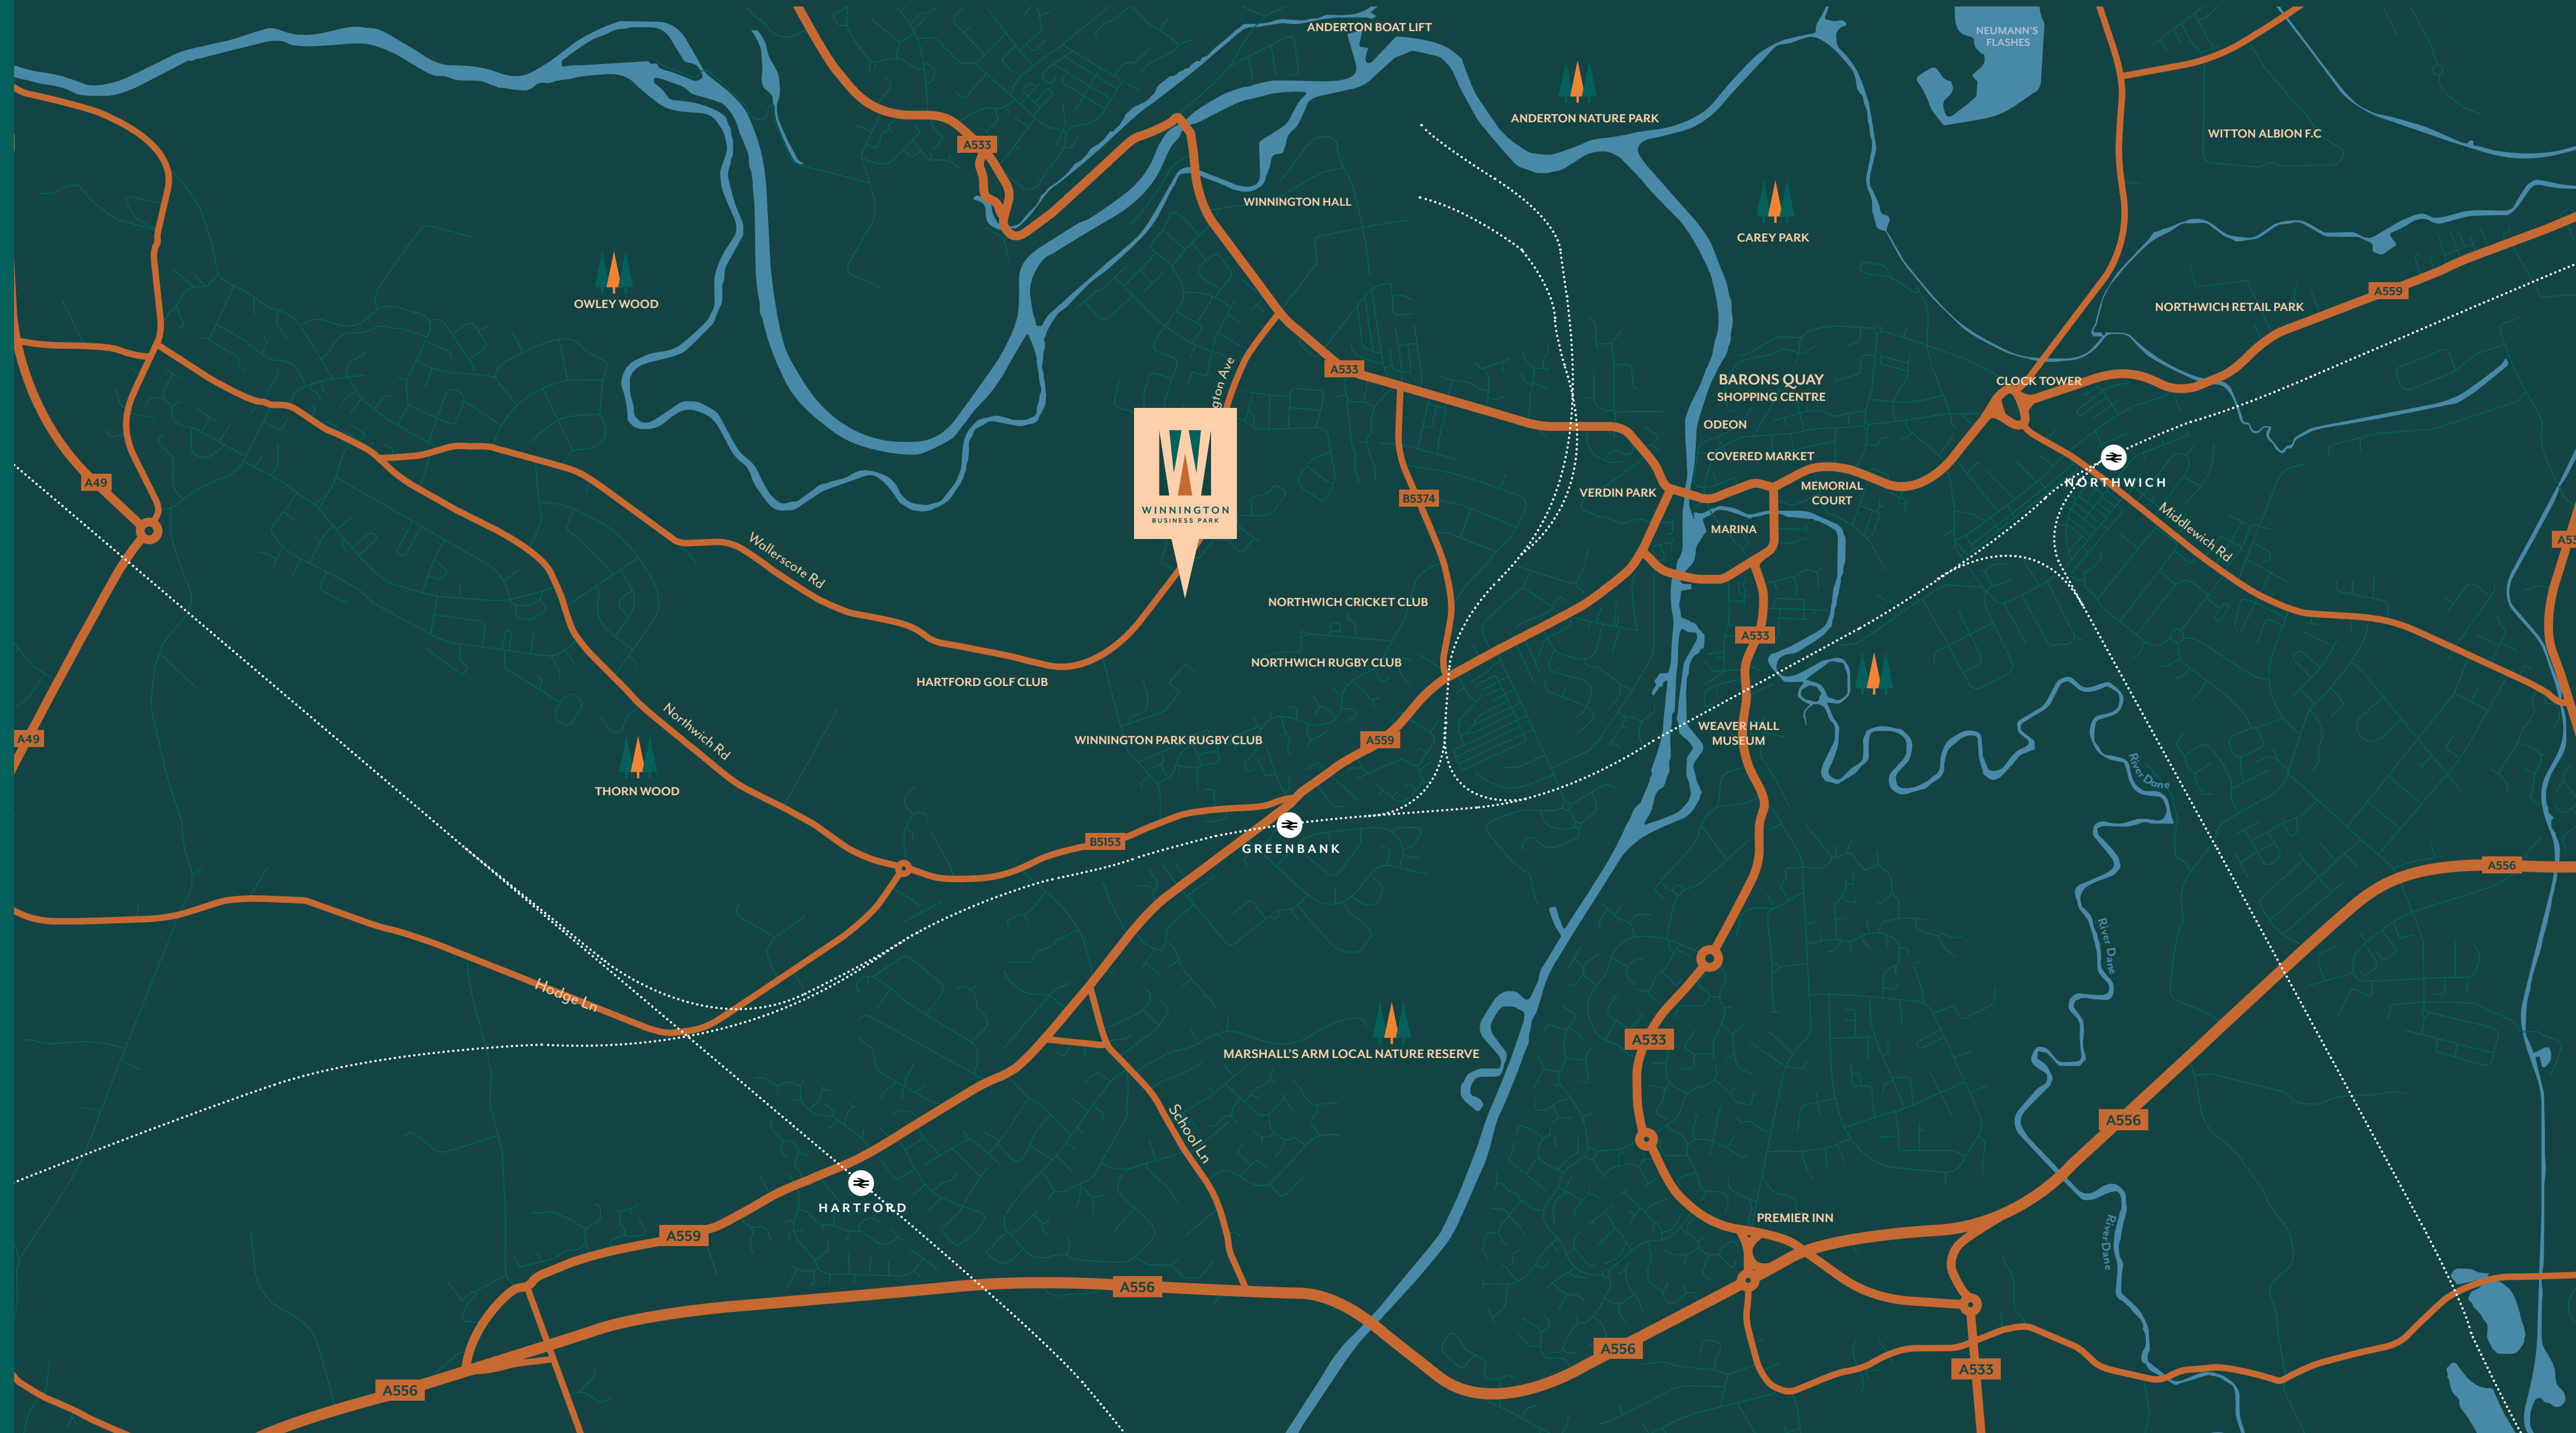 ANDERTON BOAT LIFT
NEUMANN'S
FLASHES
ANDERTON NATURE PARK
WITTON ALBION F.C
A533
WINNINGTON HALL
CAREY PARK
OWLEY WOOD
A559
NORTHWICH RETAIL PARK
A533
gton Ave
BARONS QUAY
SHOPPING CENTRE
CLOCK TOWER
ODEON
COVERED MARKET
W
WINNINGTON
BUSINESS PARK
A49
B5374
VERDIN PARK
MEMORIAL
COURT
NORTHWICH
MARINA
Middlewich Rd
A53
Wallerscote Rd
NORTHWICH CRICKET CLUB
A533
NORTHWICH RUGBY CLUB
HARTFORD GOLF CLUB
Northwich Rd
WEAVER HALL
MUSEUM
A49
WINNINGTON PARK RUGBY CLUB
A559
River Dane
THORN WOOD
B5153
GREENBANK
A556
River Dane
Hodge Ln
A533
MARSHALL'S ARM LOCAL NATURE RESERVE
School Ln
A556
HARTFORD
PREMIER INN
A559
River Dane
A556
A556
A533
A556